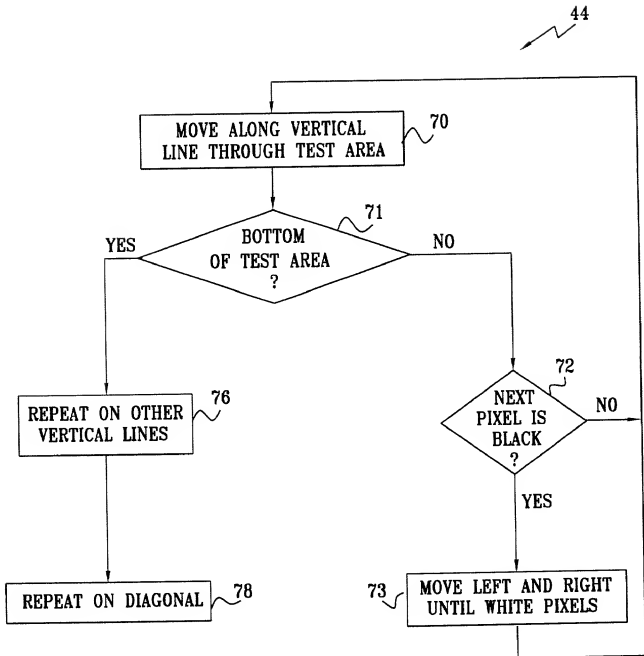 44
MOVE ALONG VERTICAL
LINE THROUGH TEST AREA
70
71
BOTTOM
OF TEST AREA
?
YES
NO
72
NEXT
PIXEL IS
BLACK
?
NO
YES
REPEAT ON OTHER
VERTICAL LINES
76
REPEAT ON DIAGONAL
78
73
MOVE LEFT AND RIGHT
UNTIL WHITE PIXELS